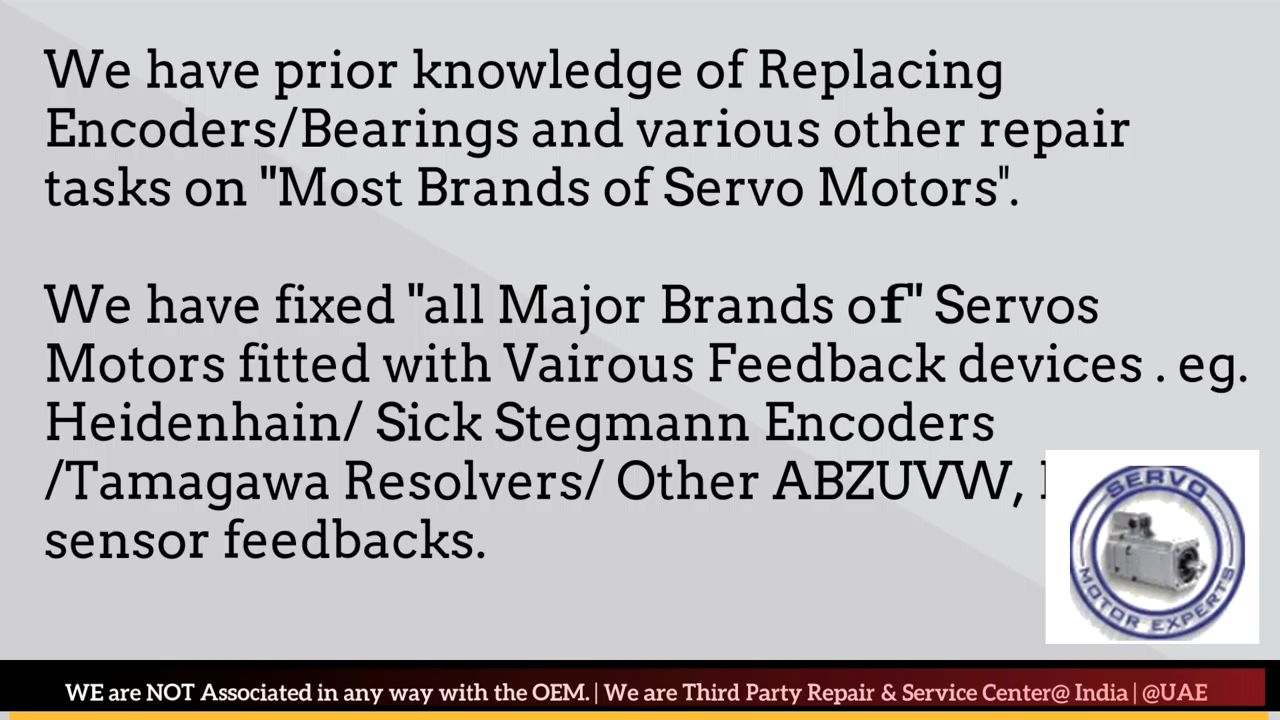 We have prior knowledge of Replacing
Encoders/Bearings and various other repair
tasks on "Most Brands of Servo Motors".
We have fixed "all Major Brands of" Servos
Motors fitted with Vairous Feedback devices . eg.
Heidenhain/ Sick Stegmann Encoders
/Tamagawa Resolvers/ Other ABZUVW,
sensor feedbacks.
SERVO
MOTOR EXPERTS
WE are NOT Associated in any way with the OEM. | We are Third Party Repair & Service Center@ India | @UAE